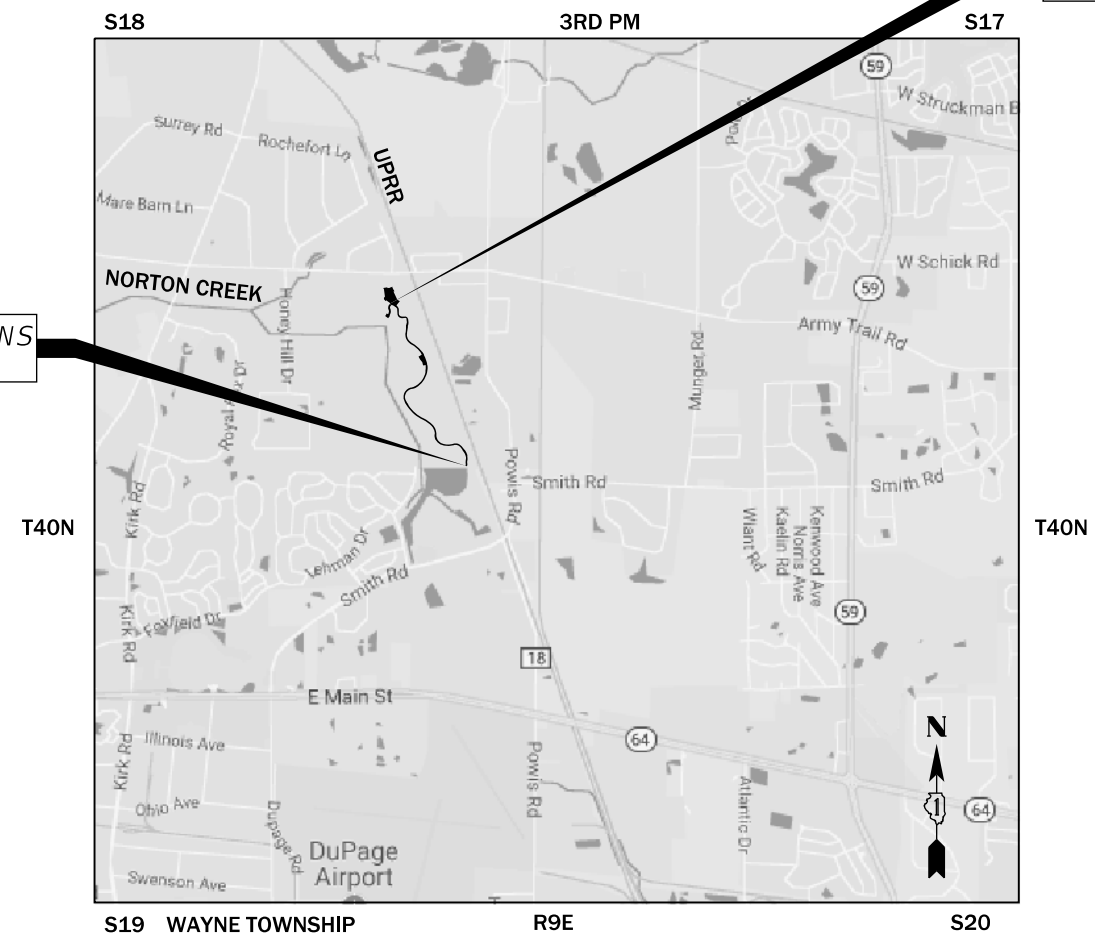 S18
3RD PM
S17
59
W Struckman B
Surrey Rd
Rochefort Ln
UPRR
Mare Barn Ln
W Schick Rd
NORTON CREEK
59
Honey Hill Dr
Army Trail Rd
NS
Munger Rd
Powis Rd
Smith Rd
Smith Rd
Kirk Rd
T40N
T40N
Wiant Rd
Kaelin Rd
Norris Ave
Kenwood Ave
Lehman Dr
Smith Rd
59
Kirk Rd
Foxfield Dr
18
E Main St
64
N
Illinois Ave
Kirk Rd
Powis Rd
Atlantic Dr
1
64
Ohio Ave
Dupage Rd
DuPage
Airport
Swenson Ave
S19
WAYNE TOWNSHIP
R9E
S20